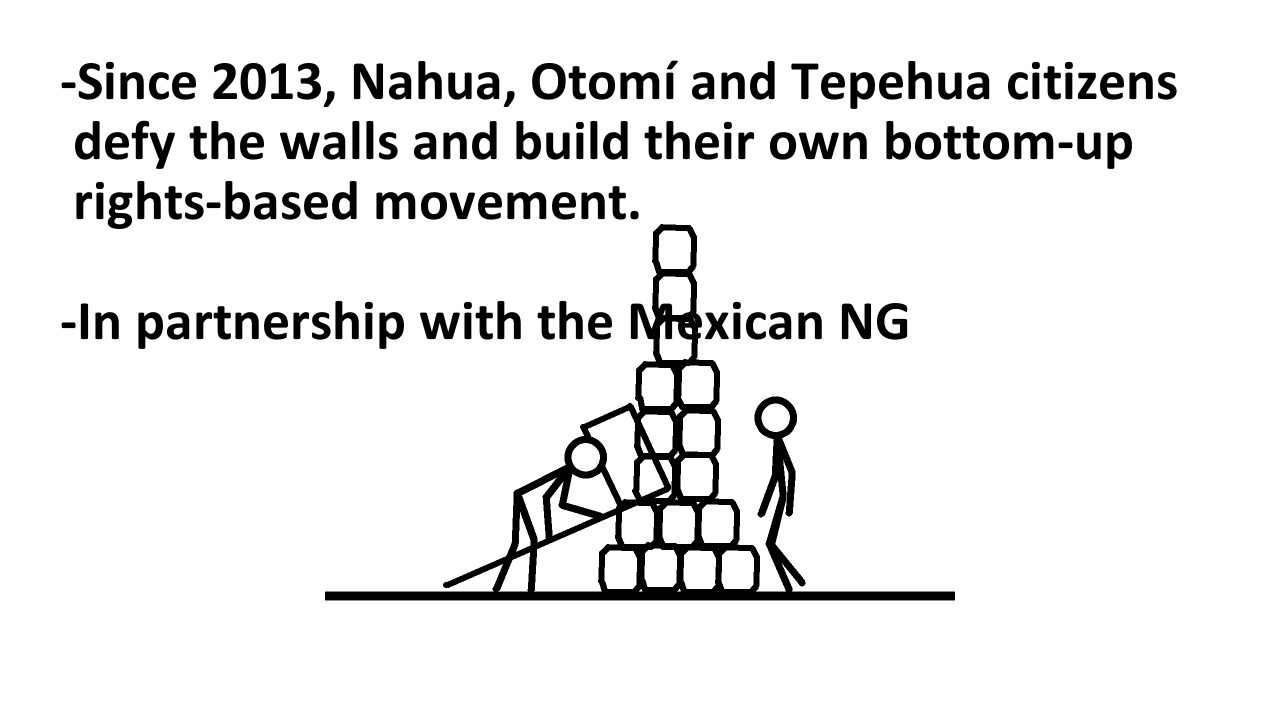 -Since 2013, Nahua, Otomí and Tepehua citizens
defy the walls and build their own bottom-up
rights-based movement.
-In partnership with the Mexican NG